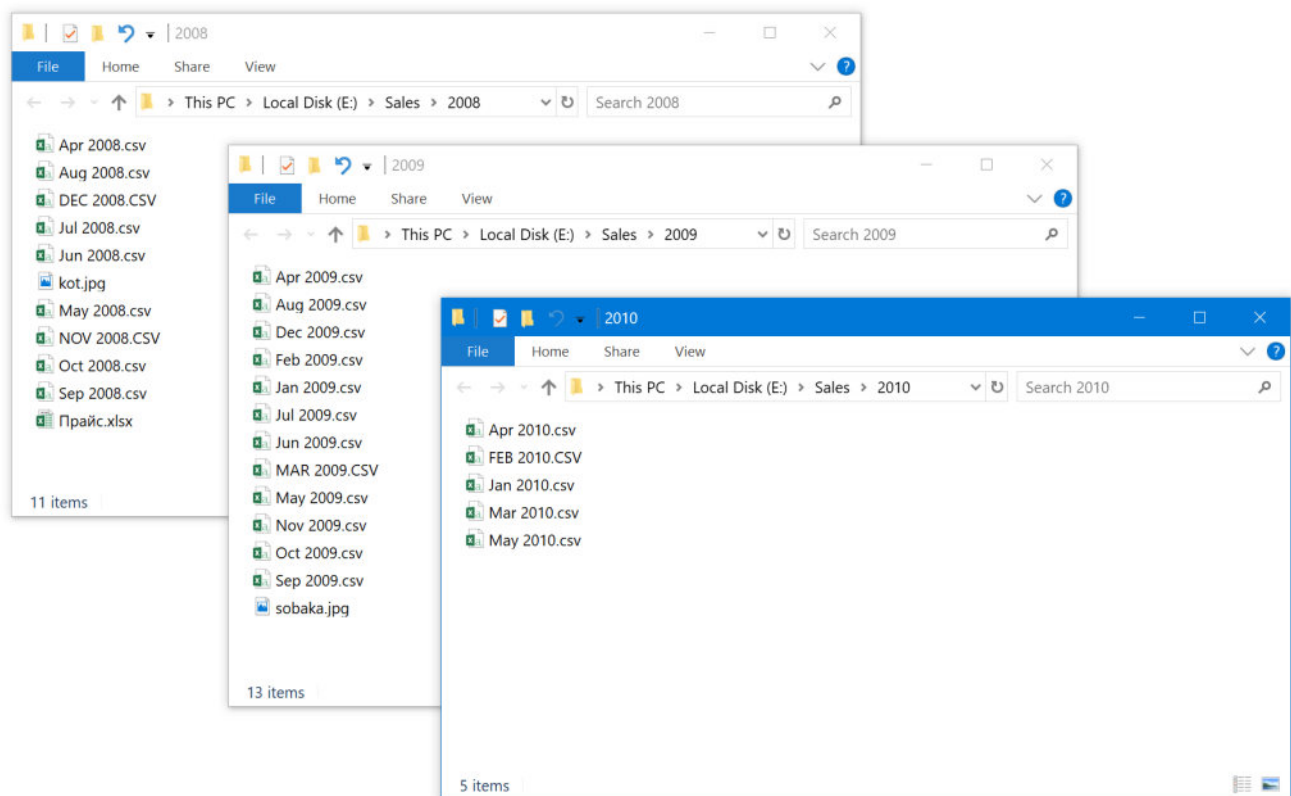 2008
File Home Share View
This PC > Local Disk (E:) > Sales > 2008 Search 2008
Apr 2008.csv
Aug 2008.csv
DEC 2008.CSV
Jul 2008.csv
Jun 2008.csv
kot.jpg
May 2008.csv
NOV 2008.CSV
Oct 2008.csv
Sep 2008.csv
Прайс.xlsx
11 items
2009
File Home Share View
This PC > Local Disk (E:) > Sales > 2009 Search 2009
Apr 2009.csv
Aug 2009.csv
Dec 2009.csv
Feb 2009.csv
Jan 2009.csv
Jul 2009.csv
Jun 2009.csv
MAR 2009.CSV
May 2009.csv
Nov 2009.csv
Oct 2009.csv
Sep 2009.csv
sobaka.jpg
13 items
2010
File Home Share View
This PC > Local Disk (E:) > Sales > 2010 Search 2010
Apr 2010.csv
FEB 2010.CSV
Jan 2010.csv
Mar 2010.csv
May 2010.csv
5 items